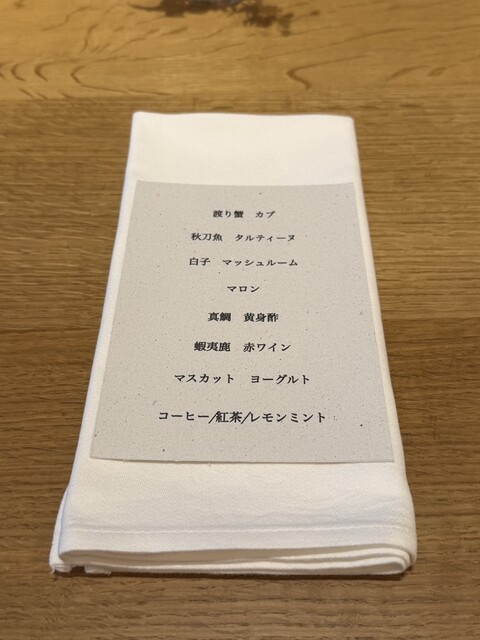 渡り蟹　カブ
秋刀魚　タルティーヌ
白子　マッシュルーム
マロン
真鯛　黄身酢
蝦夷鹿　赤ワイン
マスカット　ヨーグルト
コーヒー/紅茶/レモンミント